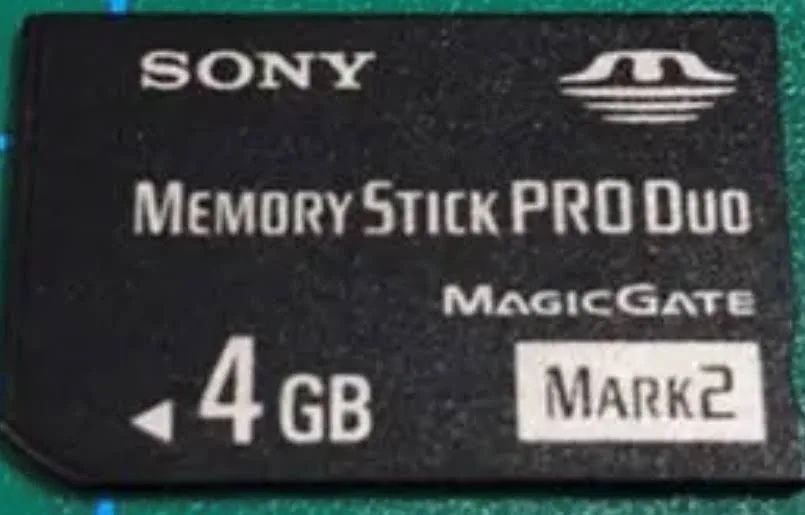 SONY
MEMORY STICK PRO DUO
MAGICGATE
4 GB
MARK2